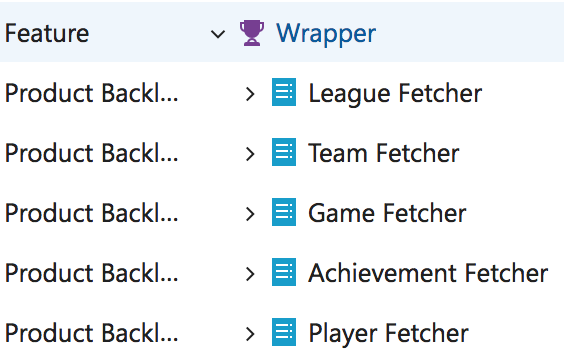 Feature Wrapper
Product Backl... League Fetcher
Product Backl... Team Fetcher
Product Backl... Game Fetcher
Product Backl... Achievement Fetcher
Product Backl... Player Fetcher